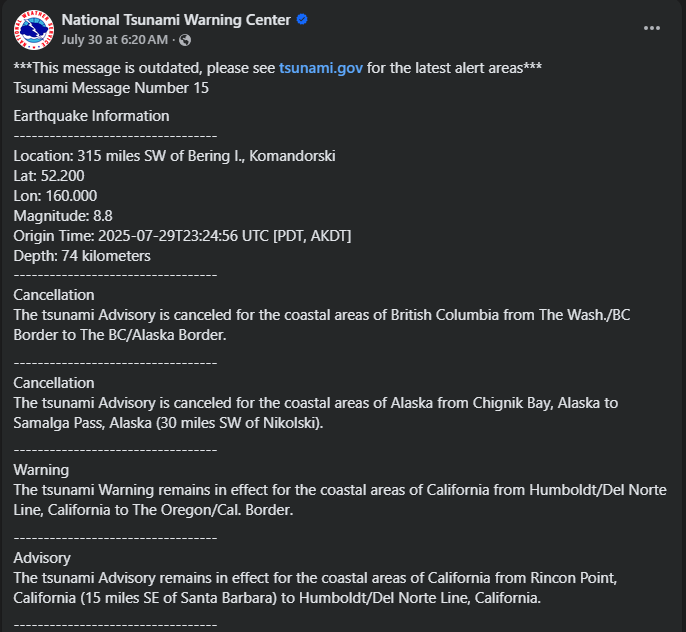 National Tsunami Warning Center
July 30 at 6:20 AM ·
***This message is outdated, please see tsunami.gov for the latest alert areas***
Tsunami Message Number 15
Earthquake Information
----------------------------------
Location: 315 miles SW of Bering I., Komandorski
Lat: 52.200
Lon: 160.000
Magnitude: 8.8
Origin Time: 2025-07-29T23:24:56 UTC [PDT, AKDT]
Depth: 74 kilometers
----------------------------------
Cancellation
The tsunami Advisory is canceled for the coastal areas of British Columbia from The Wash./BC
Border to The BC/Alaska Border.
----------------------------------
Cancellation
The tsunami Advisory is canceled for the coastal areas of Alaska from Chignik Bay, Alaska to
Samalga Pass, Alaska (30 miles SW of Nikolski).
----------------------------------
Warning
The tsunami Warning remains in effect for the coastal areas of California from Humboldt/Del Norte
Line, California to The Oregon/Cal. Border.
----------------------------------
Advisory
The tsunami Advisory remains in effect for the coastal areas of California from Rincon Point,
California (15 miles SE of Santa Barbara) to Humboldt/Del Norte Line, California.
----------------------------------